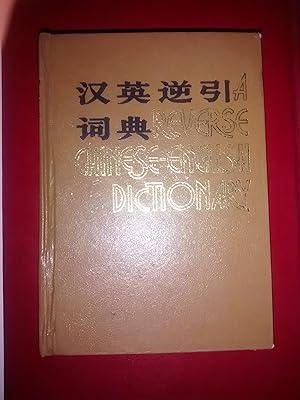 汉英逆引A
词典REVERSE
CHINESE-ENGLISH
DICTIONARY